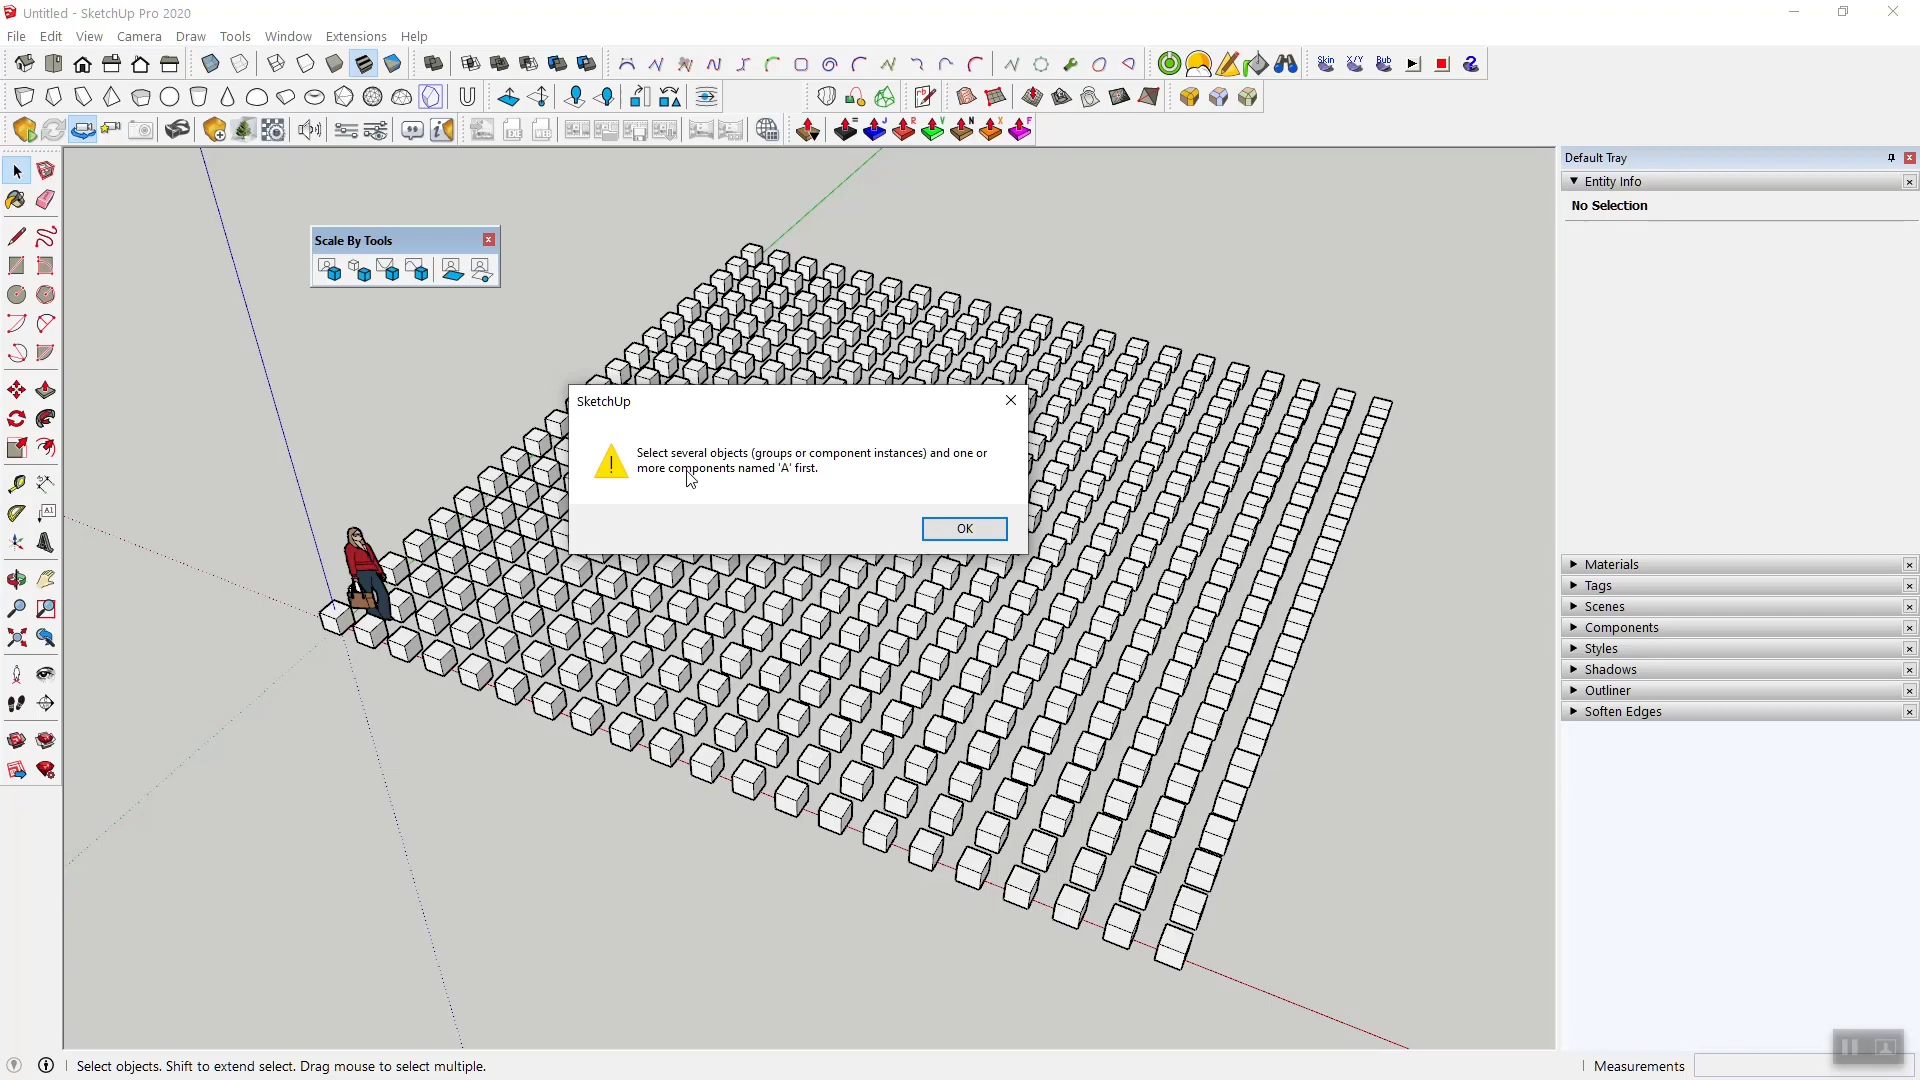 Untitled - SketchUp Pro 2020
File Edit View Camera Draw Tools Window Extensions Help
Skin X/Y Bub
= J R V N X F
Default Tray
Entity Info
No Selection
Scale By Tools
SketchUp
Select several objects (groups or component instances) and one or
more components named 'A' first.
OK
A1
Materials
Tags
Scenes
Components
Styles
Shadows
Outliner
Soften Edges
Select objects. Shift to extend select. Drag mouse to select multiple.
Measurements